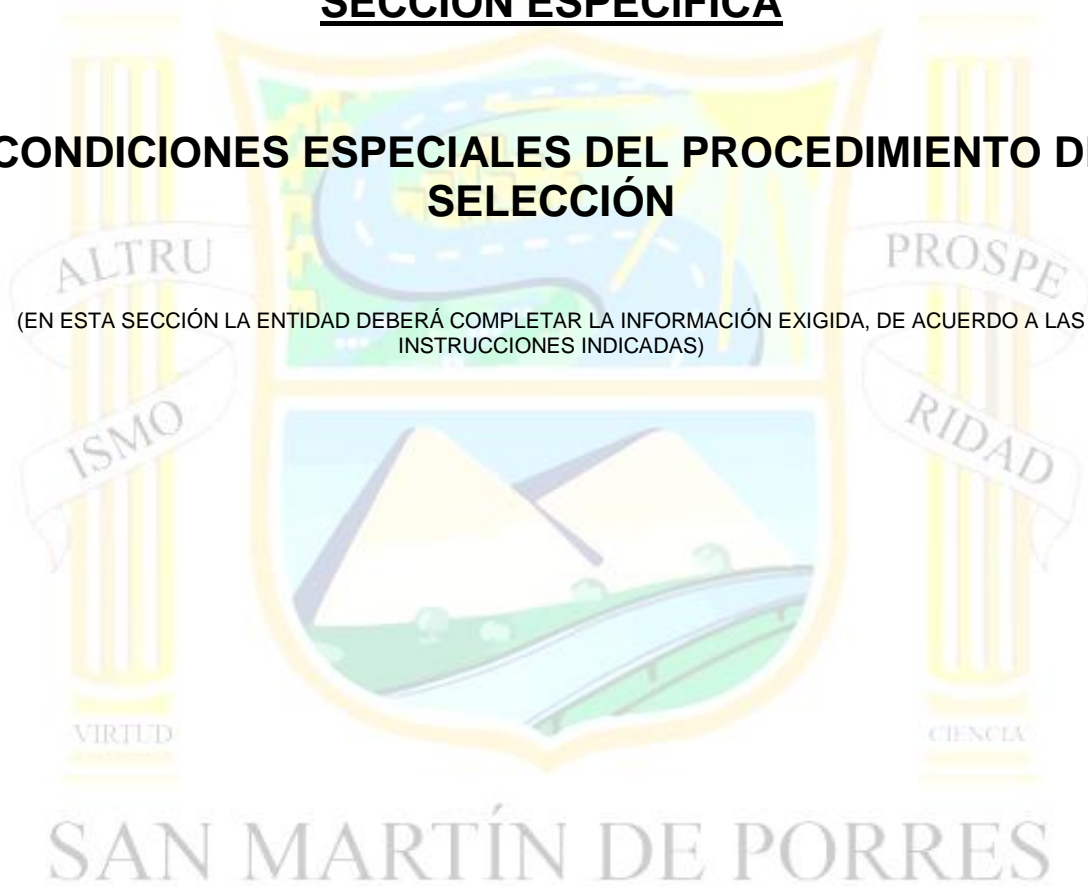 SECCIÓN ESPECÍFICA
CONDICIONES ESPECIALES DEL PROCEDIMIENTO DE
SELECCIÓN
(EN ESTA SECCIÓN LA ENTIDAD DEBERÁ COMPLETAR LA INFORMACIÓN EXIGIDA, DE ACUERDO A LAS
INSTRUCCIONES INDICADAS)
ALTRU
ISMO
PROSPE
RIDAD
VIRTUD
CIENCIA
SAN MARTÍN DE PORRES